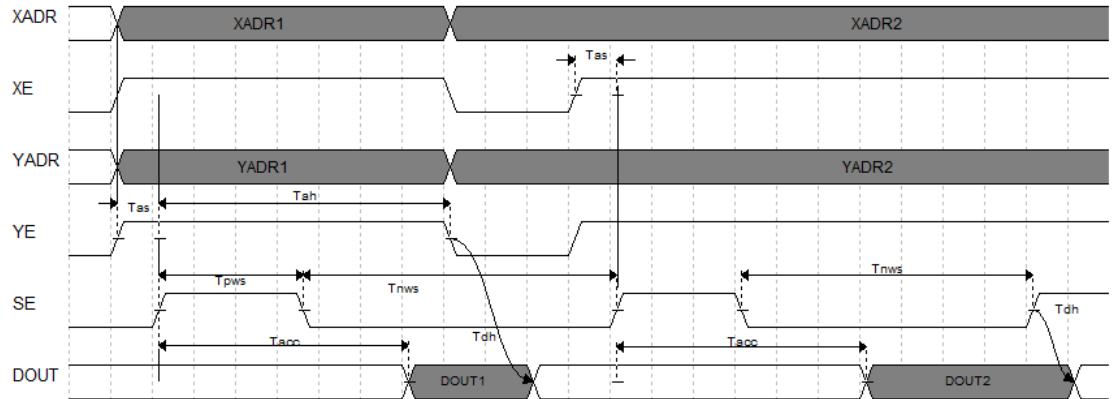 XADR
XADR1
XADR2
Tas
XE
YADR
YADR1
YADR2
Tas
Tah
YE
Tpws
Tnws
Tnws
SE
Tdh
Tdh
Tacc
Tacc
DOUT
DOUT1
DOUT2